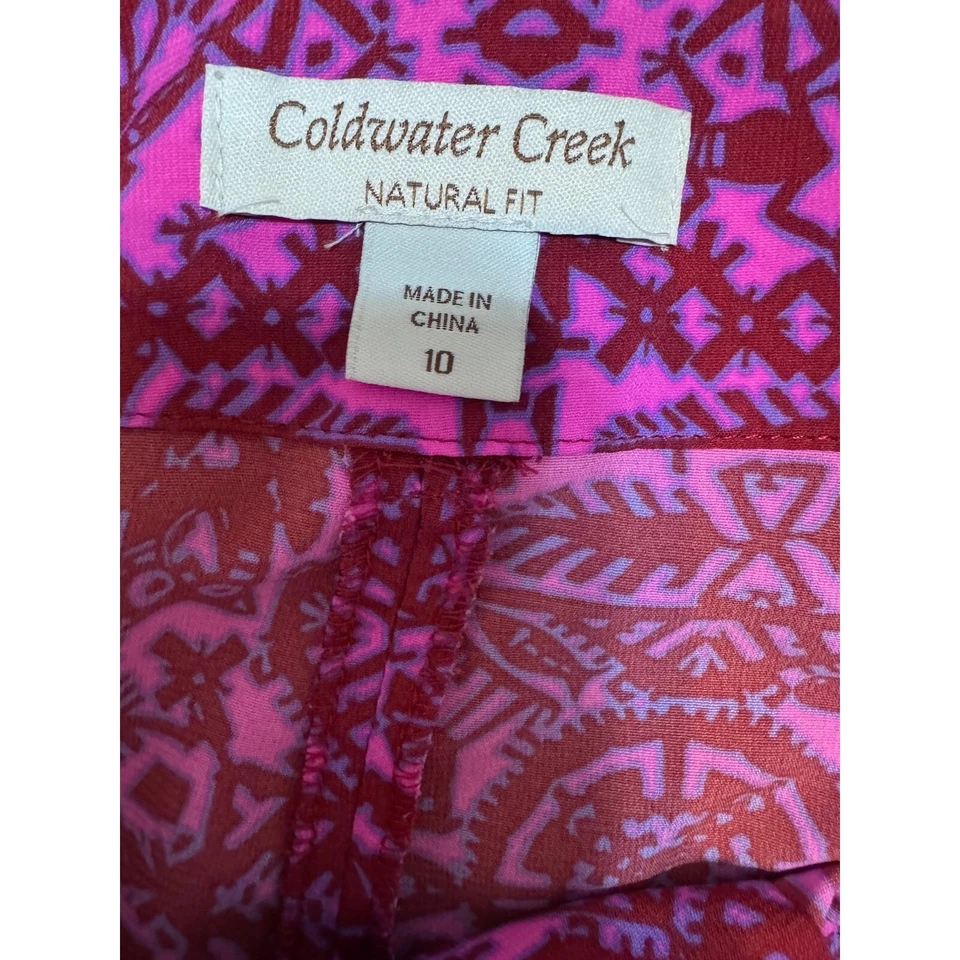 Coldwater Creek
NATURAL FIT
MADE IN
CHINA
10